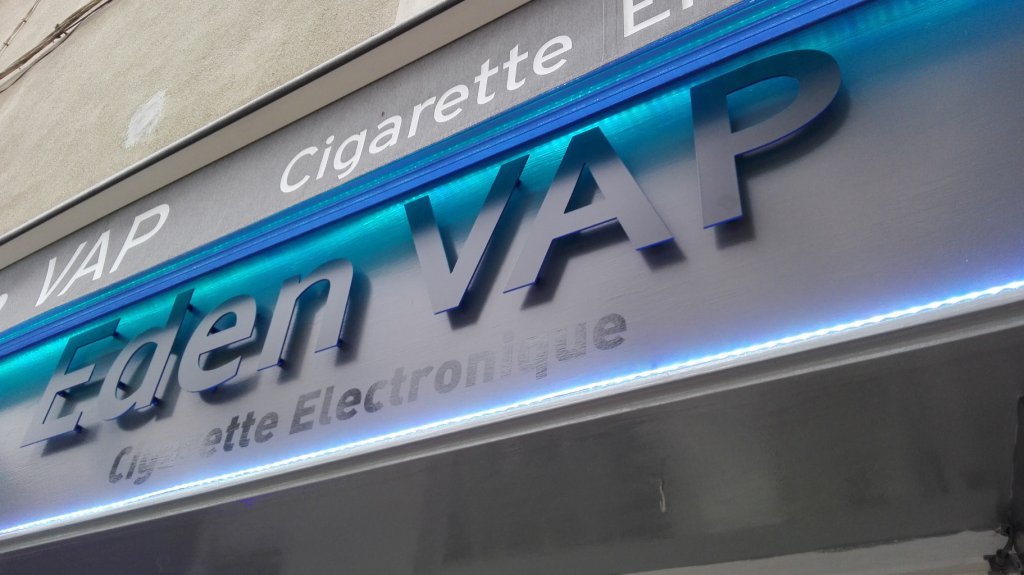 VAP Cigarette
Eden VAP
Cigarette Electronique